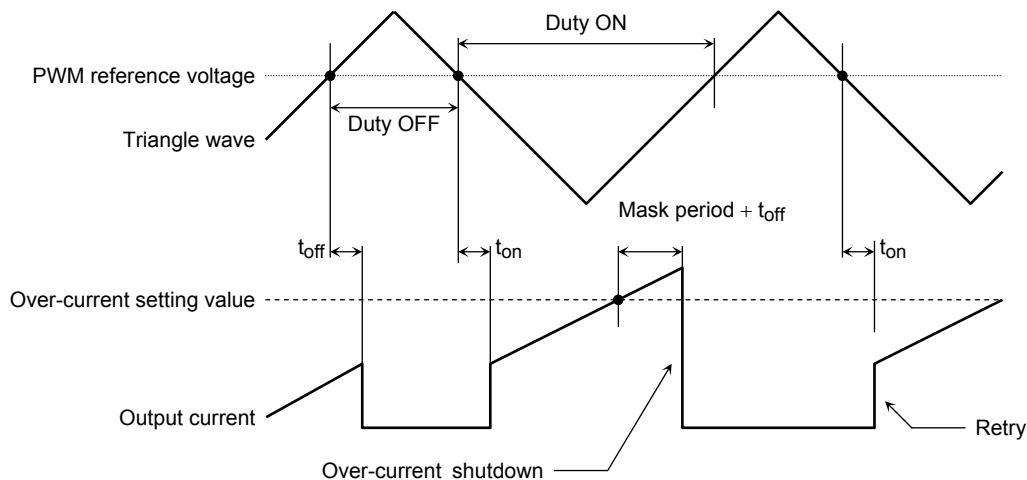 Duty ON
PWM reference voltage
Duty OFF
Triangle wave
Mask period + toff
toff
ton
ton
Over-current setting value
Output current
Retry
Over-current shutdown